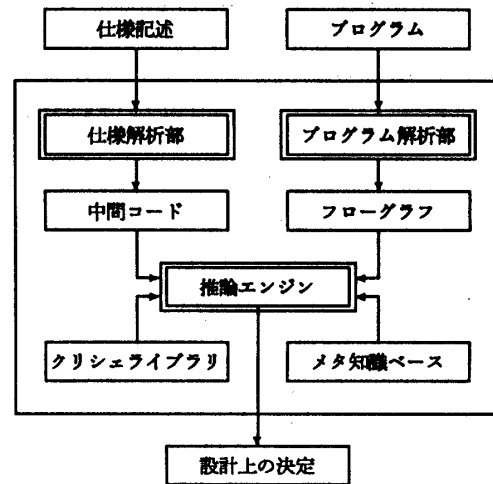 仕様記述
プログラム
仕様解析部
プログラム解析部
中間コード
フローグラフ
推論エンジン
クリシェライブラリ
メタ知識ベース
設計上の決定